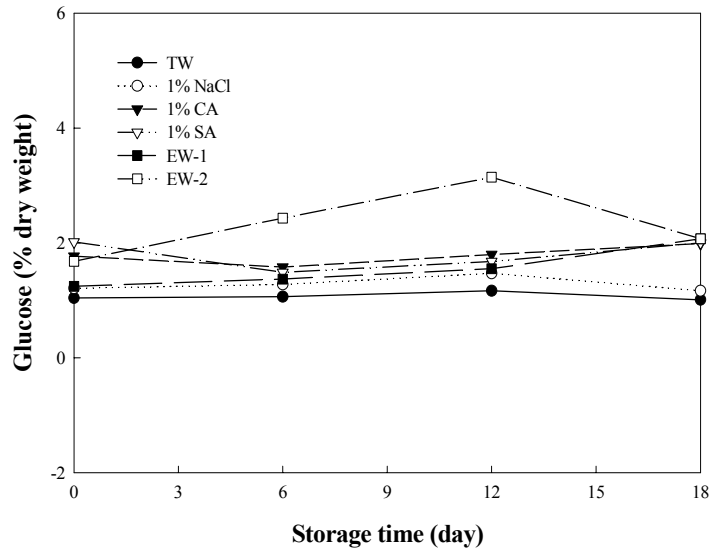 6
TW
1% NaCl
1% CA
1% SA
EW-1
EW-2
4
2
0
-2
Glucose (% dry weight)
0 3 6 9 12 15 18
Storage time (day)